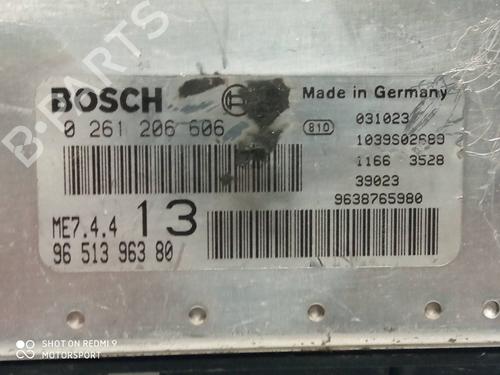 B-PARTS
BOSCH
Made in Germany
0 261 206 606
810
031023
1039S02689
1166 3528
39023
9638765980
ME7.4.4 13
96 513 963 80
SHOT ON REDMI 9
MOTORSPORT